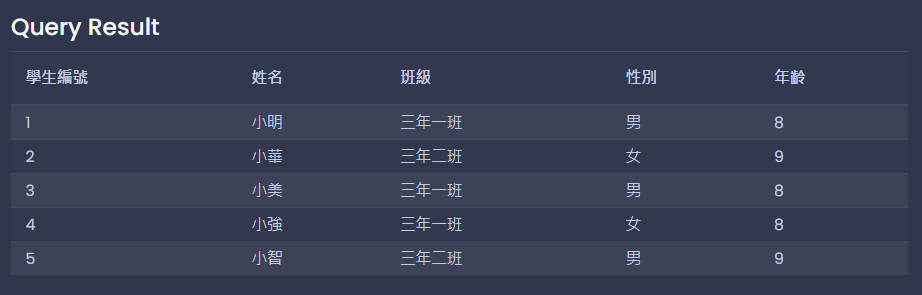 Query Result
學生編號 姓名 班級 性別 年齡
1 小明 三年一班 男 8
2 小華 三年二班 女 9
3 小美 三年一班 男 8
4 小強 三年一班 女 8
5 小智 三年二班 男 9